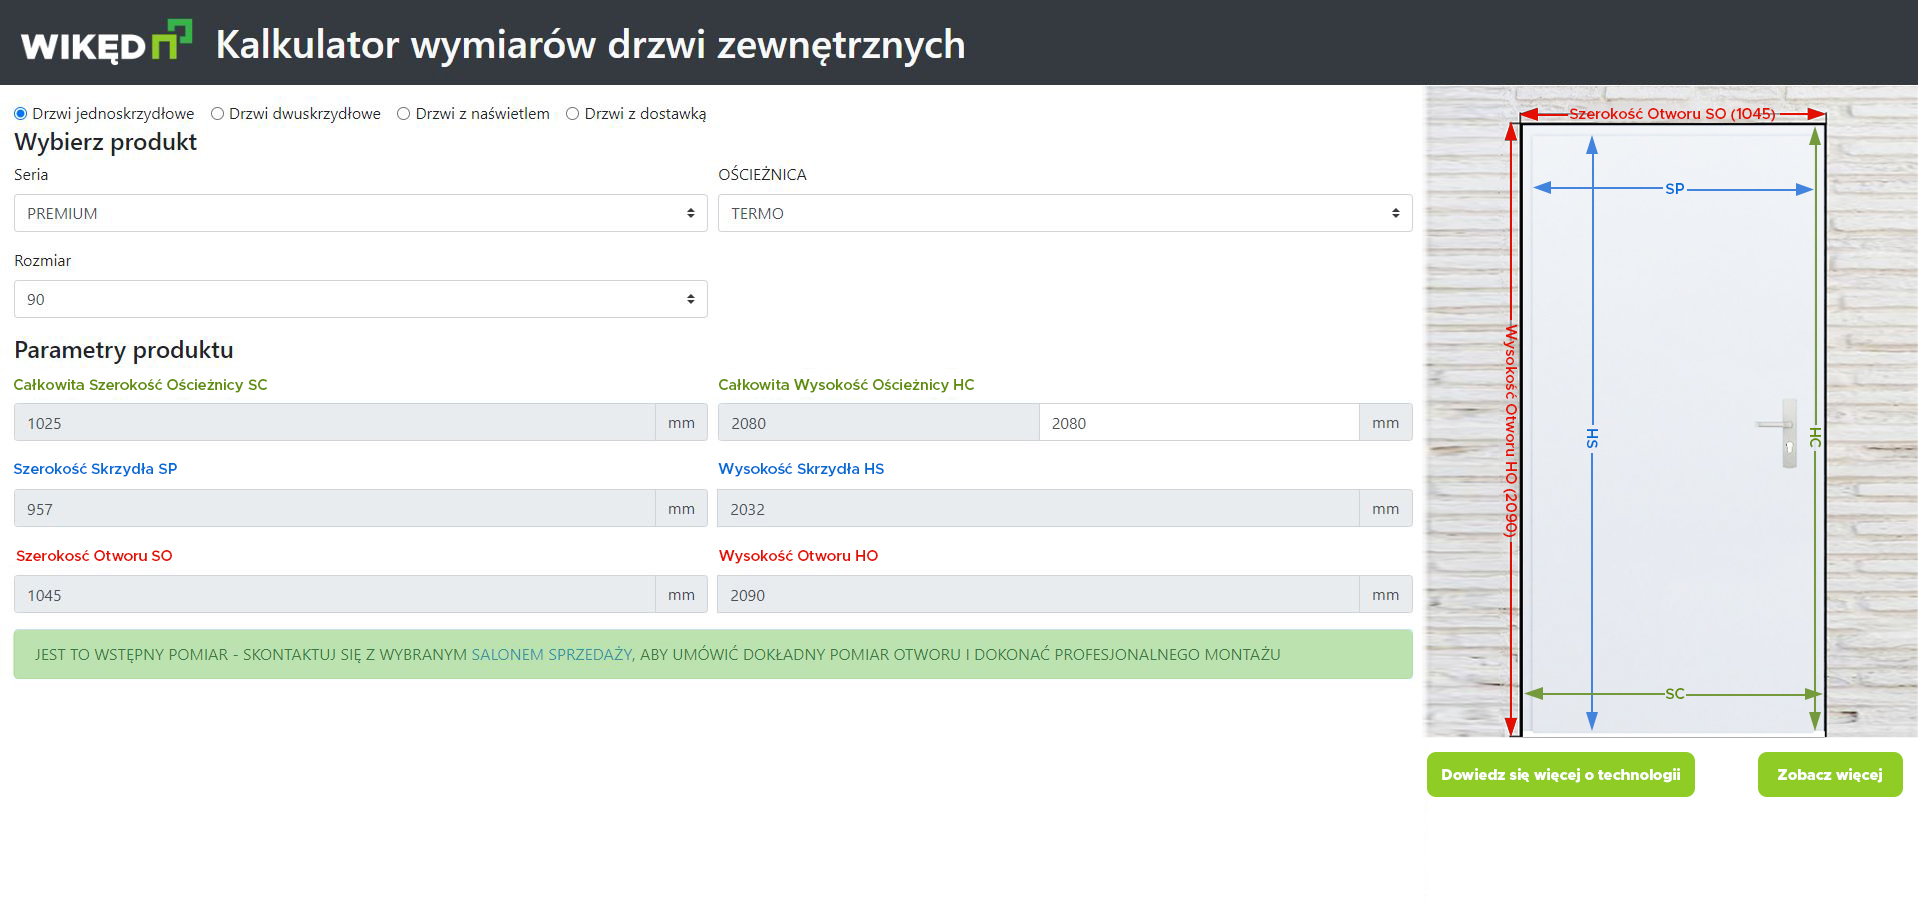 WIKĘD Kalkulator wymiarów drzwi zewnętrznych
Drzwi jednoskrzydłowe Drzwi dwuskrzydłowe Drzwi z naświetlem Drzwi z dostawką
Wybierz produkt
Seria OŚCIEŻNICA
PREMIUM TERMO
Rozmiar
90
Parametry produktu
Całkowita Szerokość Ościeżnicy SC Całkowita Wysokość Ościeżnicy HC
1025 mm 2080 2080 mm
Szerokość Skrzydła SP Wysokość Skrzydła HS
957 mm 2032 mm
Szerokosć Otworu SO Wysokość Otworu HO
1045 mm 2090 mm
JEST TO WSTĘPNY POMIAR - SKONTAKTUJ SIĘ Z WYBRANYM SALONEM SPRZEDAŻY, ABY UMÓWIĆ DOKŁADNY POMIAR OTWORU I DOKONAĆ PROFESJONALNEGO MONTAŻU
Szerokość Otworu SO (1045)
SP
Wysokość Otworu HO (2090)
HS
HC
SC
Dowiedz się więcej o technologii Zobacz więcej